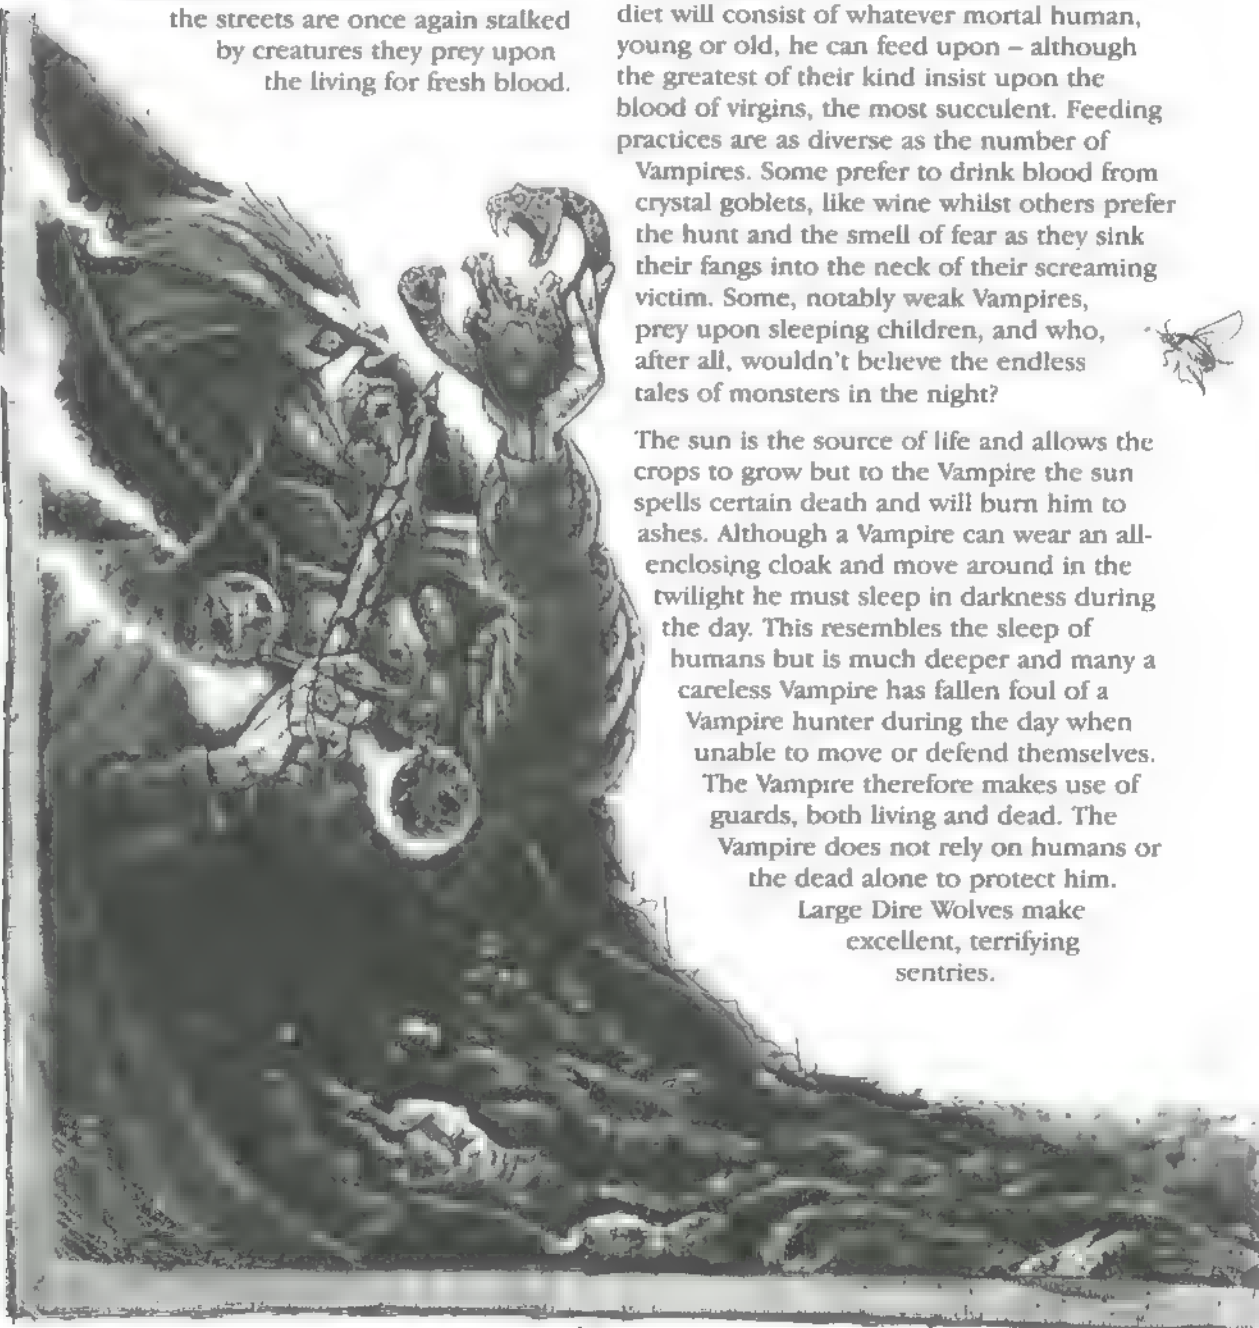 the streets are once again stalked
by creatures they prey upon
the living for fresh blood.
diet will consist of whatever mortal human,
young or old, he can feed upon – although
the greatest of their kind insist upon the
blood of virgins, the most succulent. Feeding
practices are as diverse as the number of
Vampires. Some prefer to drink blood from
crystal goblets, like wine whilst others prefer
the hunt and the smell of fear as they sink
their fangs into the neck of their screaming
victim. Some, notably weak Vampires,
prey upon sleeping children, and who,
after all, wouldn't believe the endless
tales of monsters in the night?
The sun is the source of life and allows the
crops to grow but to the Vampire the sun
spells certain death and will burn him to
ashes. Although a Vampire can wear an all-
enclosing cloak and move around in the
twilight he must sleep in darkness during
the day. This resembles the sleep of
humans but is much deeper and many a
careless Vampire has fallen foul of a
Vampire hunter during the day when
unable to move or defend themselves.
The Vampire therefore makes use of
guards, both living and dead. The
Vampire does not rely on humans or
the dead alone to protect him.
Large Dire Wolves make
excellent, terrifying
sentries.